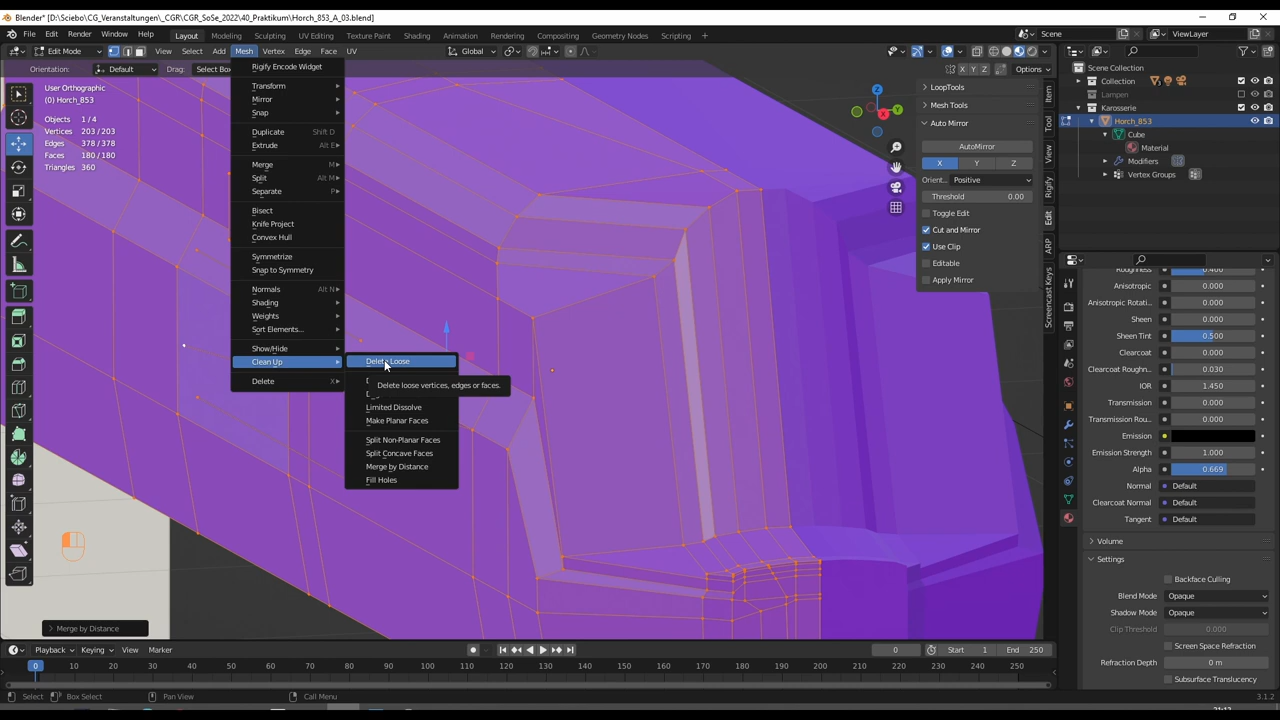 Blender* [D:\Sciebo\CG_Veranstaltungen\_CGR\CGR_SoSe_2022\40_Praktikum\Horch_853_A_03.blend]
File Edit Render Window Help Layout Modeling Sculpting UV Editing Texture Paint Shading Animation Rendering Compositing Geometry Nodes Scripting + Scene ViewLayer
Edit Mode View Select Add Mesh Vertex Edge Face UV Global
Orientation: Default Drag: Select Box X Y Z Options
User Orthographic
(0) Horch_853
Objects 1/4
Vertices 203/203
Edges 378/378
Faces 180/180
Triangles 360
Rigify Encode Widget
Transform
Mirror
Snap
Duplicate Shift D
Extrude Alt E
Merge M
Split Alt M
Separate P
Bisect
Knife Project
Convex Hull
Symmetrize
Snap to Symmetry
Normals Alt N
Shading
Weights
Sort Elements...
Show/Hide
Clean Up
Delete X
Delete Loose
Delete loose vertices, edges or faces.
Limited Dissolve
Make Planar Faces
Split Non-Planar Faces
Split Concave Faces
Merge by Distance
Fill Holes
Z
Y
X
LoopTools
Mesh Tools
Auto Mirror
AutoMirror
X Y Z
Orient... Positive
Threshold 0.00
Toggle Edit
Cut and Mirror
Use Clip
Editable
Apply Mirror
Item
Tool
View
Rigify
Edit
ARP
Screencast Keys
Scene Collection
Collection
Lampen
Karosserie
Horch_853
Cube
Material
Modifiers
Vertex Groups
Roughness 0.400
Anisotropic 0.000
Anisotropic Rotati... 0.000
Sheen 0.000
Sheen Tint 0.500
Clearcoat 0.000
Clearcoat Roughn... 0.030
IOR 1.450
Transmission 0.000
Transmission Rou... 0.000
Emission
Emission Strength 1.000
Alpha 0.669
Normal Default
Clearcoat Normal Default
Tangent Default
Volume
Settings
Backface Culling
Blend Mode Opaque
Shadow Mode Opaque
Clip Threshold 0.000
Screen Space Refraction
Refraction Depth 0 m
Subsurface Translucency
Merge by Distance
Playback Keying View Marker 0 Start 1 End 250
0 10 20 30 40 50 60 70 80 90 100 110 120 130 140 150 160 170 180 190 200 210 220 230 240 250
Select Box Select Pan View Call Menu 3.1.2